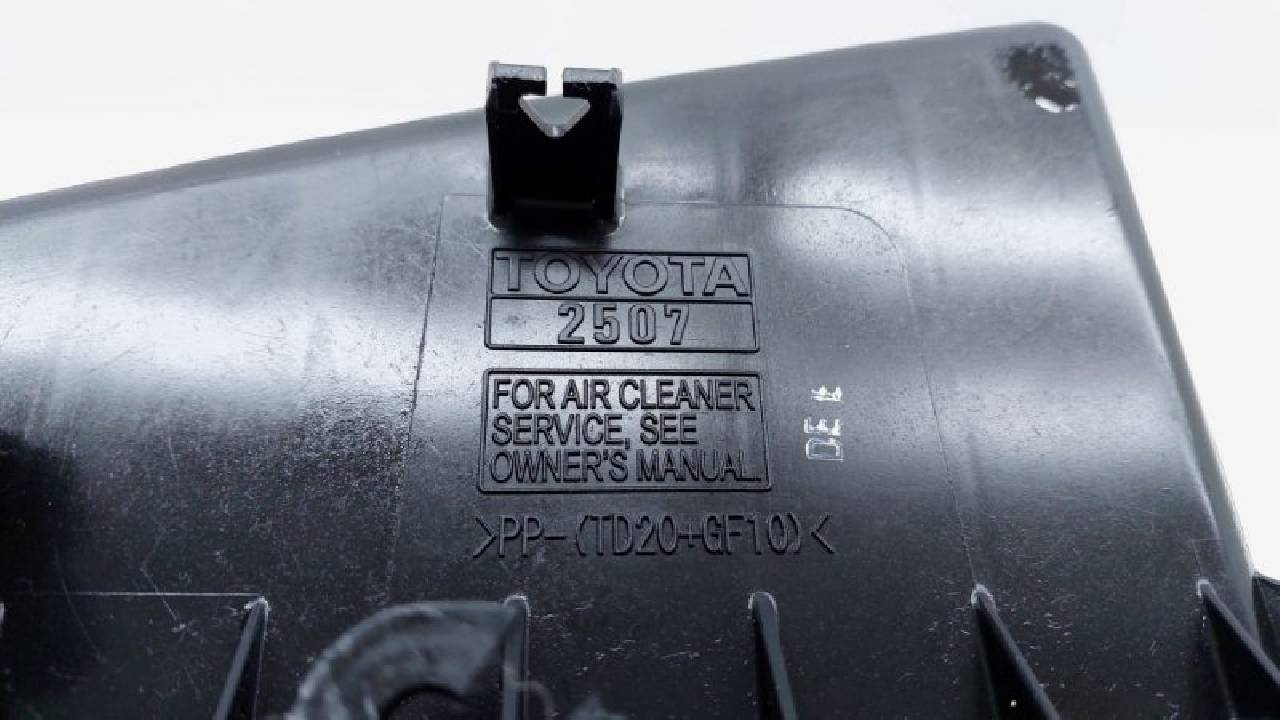 TOYOTA
2507
FOR AIR CLEANER
SERVICE, SEE
OWNER'S MANUAL.
>PP-(TD20+GF10)<